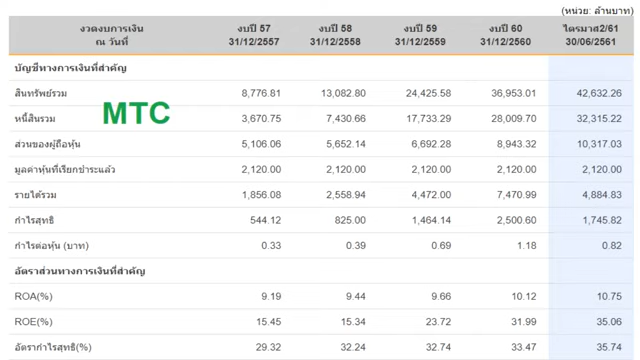 (หน่วย: ล้านบาท)
งวดงบการเงิน ณ วันที่ งบปี 57 31/12/2557 งบปี 58 31/12/2558 งบปี 59 31/12/2559 งบปี 60 31/12/2560 ไตรมาส2/61 30/06/2561
บัญชีทางการเงินที่สำคัญ
สินทรัพย์รวม 8,776.81 13,082.80 24,425.58 36,953.01 42,632.26
MTC
หนี้สินรวม 3,670.75 7,430.66 17,733.29 28,009.70 32,315.22
ส่วนของผู้ถือหุ้น 5,106.06 5,652.14 6,692.28 8,943.32 10,317.03
มูลค่าหุ้นที่เรียกชำระแล้ว 2,120.00 2,120.00 2,120.00 2,120.00 2,120.00
รายได้รวม 1,856.08 2,558.94 4,472.00 7,470.99 4,884.83
กำไรสุทธิ 544.12 825.00 1,464.14 2,500.60 1,745.82
กำไรต่อหุ้น (บาท) 0.33 0.39 0.69 1.18 0.82
อัตราส่วนทางการเงินที่สำคัญ
ROA(%) 9.19 9.44 9.66 10.12 10.75
ROE(%) 15.45 15.34 23.72 31.99 35.06
อัตรากำไรสุทธิ(%) 29.32 32.24 32.74 33.47 35.74